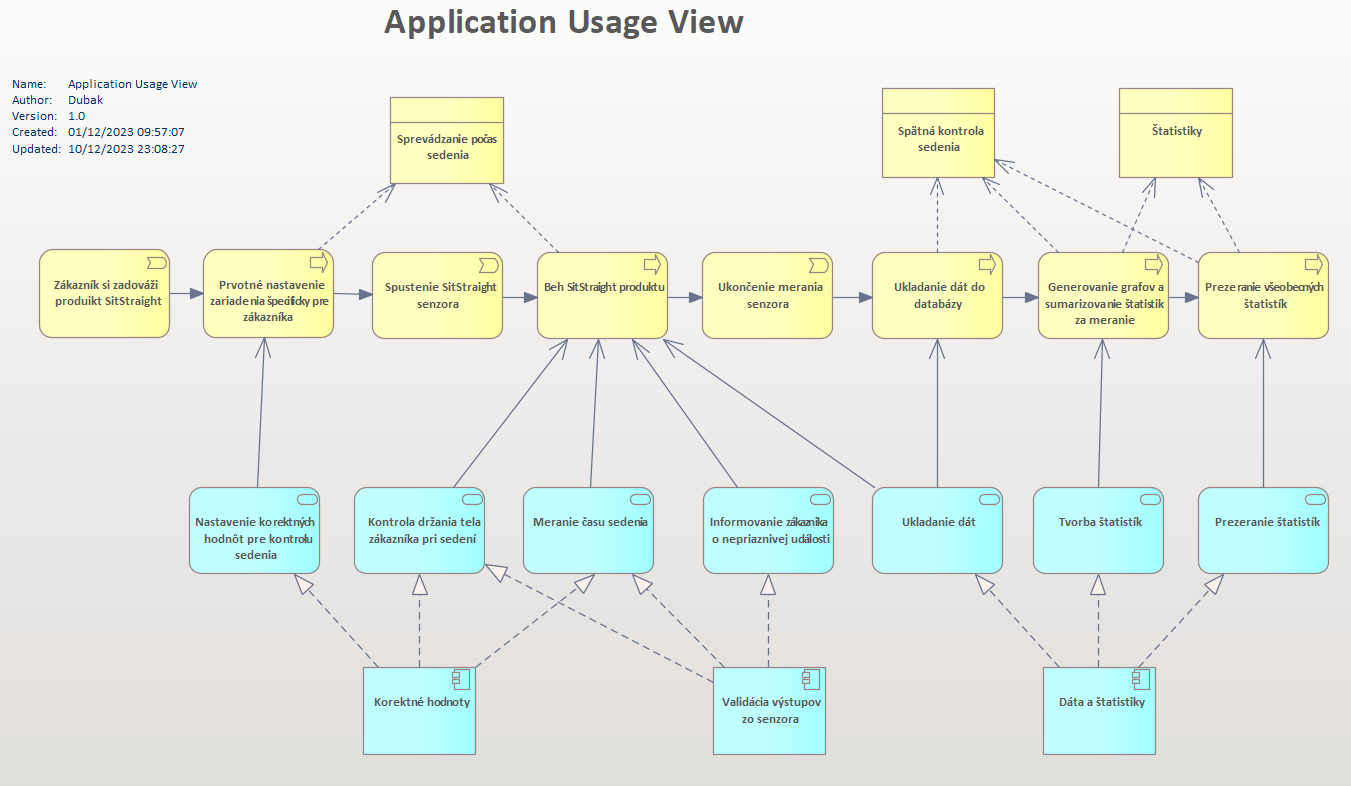 Application Usage View
Name: Application Usage View
Author: Dubak
Version: 1.0
Created: 01/12/2023 09:57:07
Updated: 10/12/2023 23:08:27
Sprevádzanie počas
sedenia
Spätná kontrola
sedenia
Štatistiky
Zákazník si zadováži
produikt SitStraight
Prvotné nastavenie
zariadenia špecificky pre
zákazníka
Spustenie SitStraight
senzora
Beh SitStraight produktu
Ukončenie merania
senzora
Ukladanie dát do
databázy
Generovanie grafov a
sumarizovanie štatistik
za meranie
Prezeranie všeobecných
štatistík
Nastavenie korektných
hodnôt pre kontrolu
sedenia
Kontrola držania tela
zákazníka pri sedení
Meranie času sedenia
Informovanie zákaznika
o nepriaznivej události
Ukladanie dát
Tvorba štatistík
Prezeranie štatistík
Korektné hodnoty
Validácia výstupov
zo senzora
Dáta a štatistiky